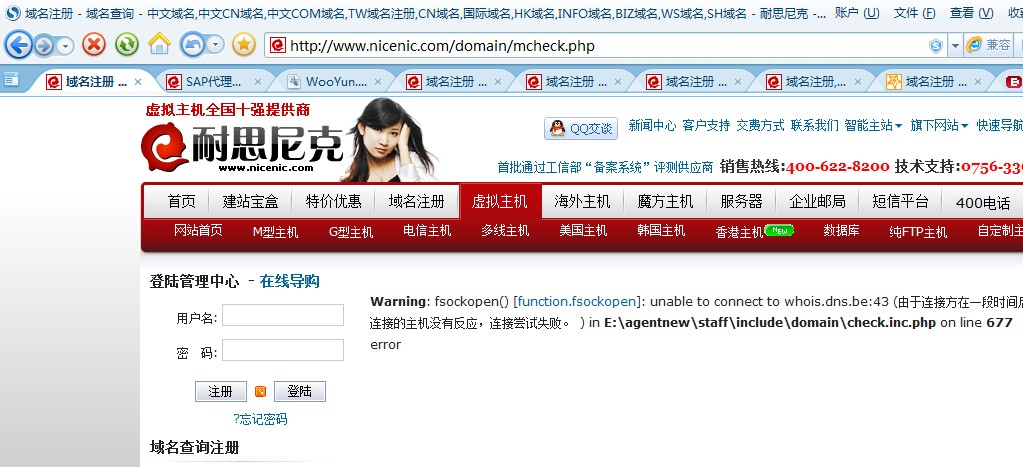 域名注册 - 域名查询 - 中文域名,中文CN域名,中文COM域名,TW域名注册,CN域名,国际域名,HK域名,INFO域名,BIZ域名,WS域名,SH域名 - 耐思尼克 -... 账户 (U) 文件 (F) 查看 (V) 收
http://www.nicenic.com/domain/mcheck.php 兼容
域名注册 ... SAP代理... WooYun.... 域名注册 ... 域名注册 ... 域名注册 ... 域名注册,... 域名注册 ...
虚拟主机全国十强提供商
耐思尼克
www.nicenic.com
QQ交谈 新闻中心 客户支持 交费方式 联系我们 智能主站 旗下网站 快速导航
首批通过工信部“备案系统”评测供应商 销售热线:400-622-8200 技术支持:0756-33
首页 建站宝盒 特价优惠 域名注册 虚拟主机 海外主机 魔方主机 服务器 企业邮局 短信平台 400电话
网站首页 M型主机 G型主机 电信主机 多线主机 美国主机 韩国主机 香港主机 New 数据库 纯FTP主机 自定制主
登陆管理中心 - 在线导购
用户名:
密 码:
注册 登陆
?忘记密码
域名查询注册
Warning: fsockopen() [function.fsockopen]: unable to connect to whois.dns.be:43 (由于连接方在一段时间后
连接的主机没有反应，连接尝试失败。 ) in E:\agentnew\staff\include\domain\check.inc.php on line 677
error